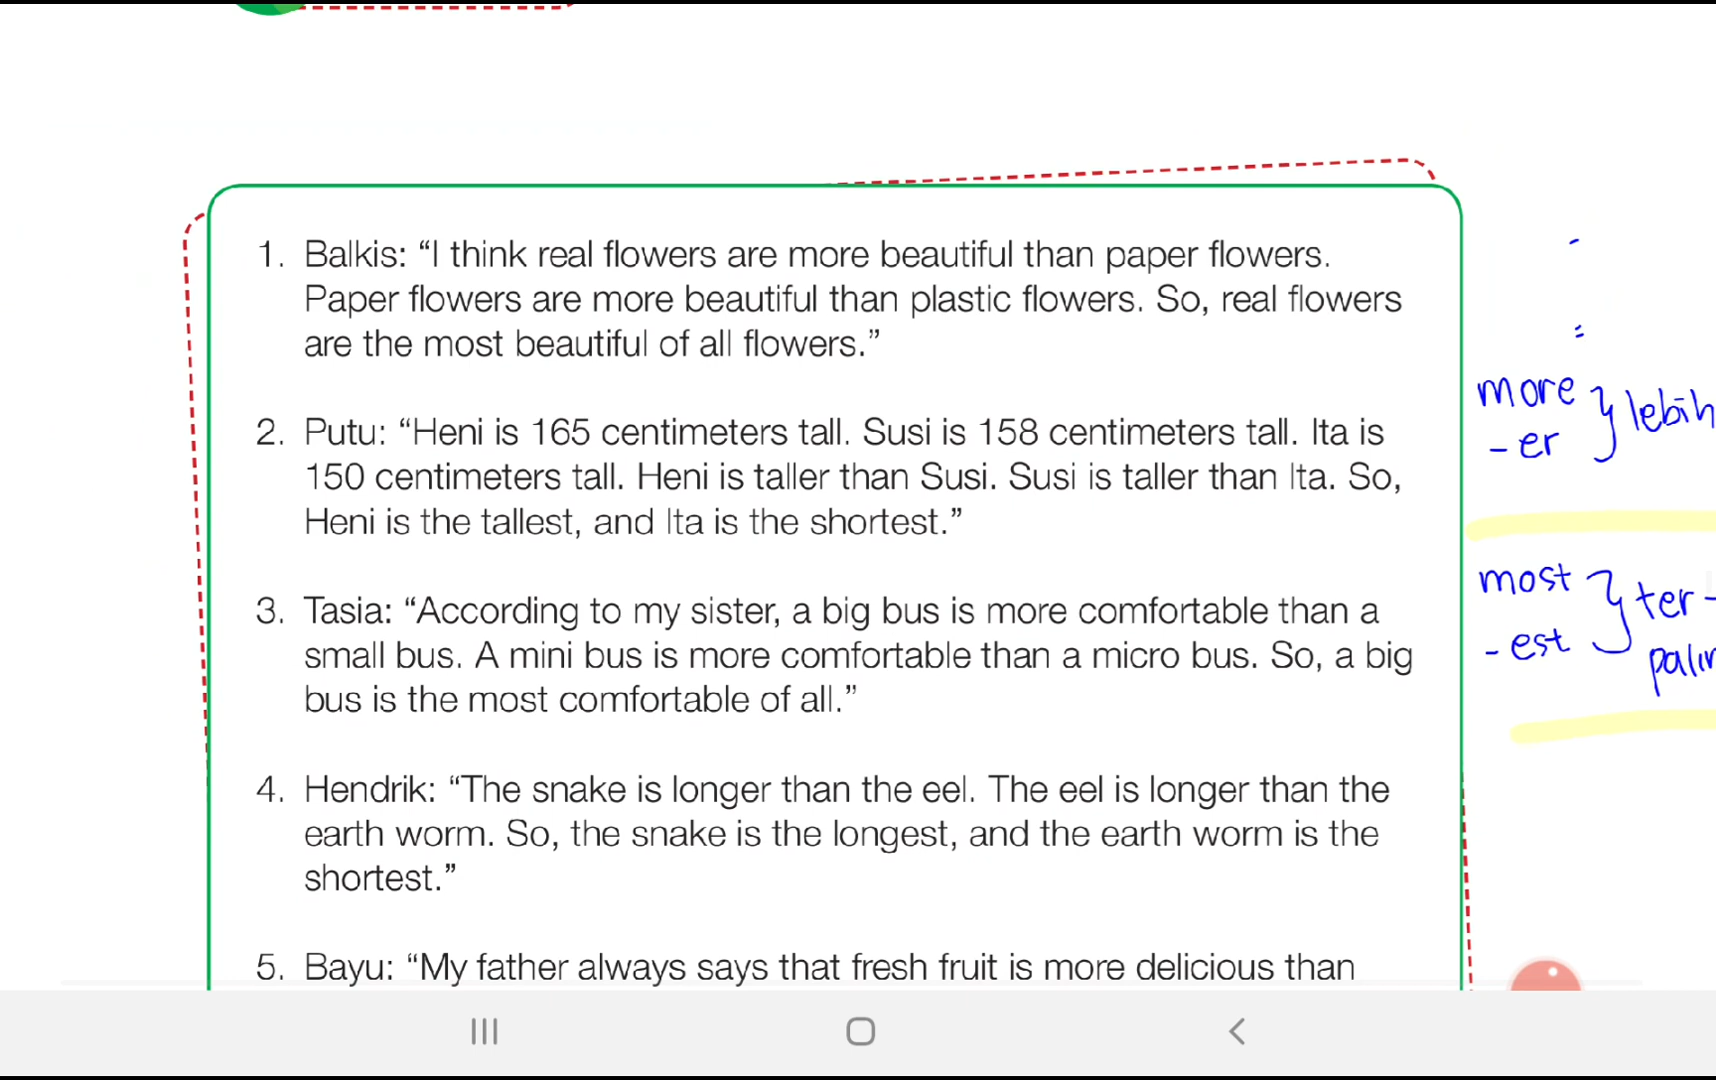 1. Balkis: “I think real flowers are more beautiful than paper flowers.
Paper flowers are more beautiful than plastic flowers. So, real flowers
are the most beautiful of all flowers.”
2. Putu: “Heni is 165 centimeters tall. Susi is 158 centimeters tall. Ita is
150 centimeters tall. Heni is taller than Susi. Susi is taller than Ita. So,
Heni is the tallest, and Ita is the shortest.”
3. Tasia: “According to my sister, a big bus is more comfortable than a
small bus. A mini bus is more comfortable than a micro bus. So, a big
bus is the most comfortable of all.”
4. Hendrik: “The snake is longer than the eel. The eel is longer than the
earth worm. So, the snake is the longest, and the earth worm is the
shortest.”
5. Bayu: “My father always says that fresh fruit is more delicious than
more
-er
lebih
most
-est
ter-